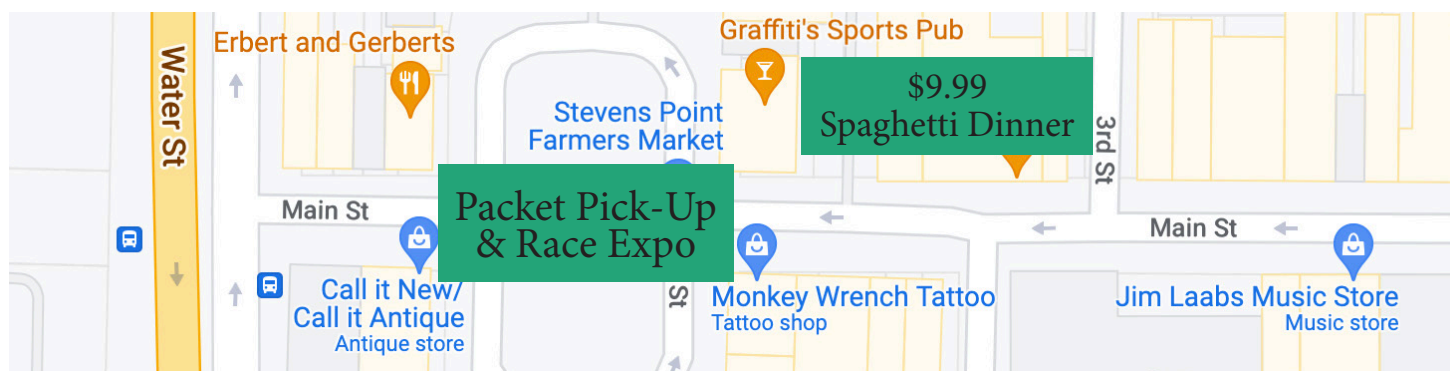 Water St
Erbert and Gerberts
Graffiti's Sports Pub
$9.99
Spaghetti Dinner
Stevens Point
Farmers Market
3rd St
Main St
Packet Pick-Up
& Race Expo
Main St
Call it New/
Call it Antique
Antique store
St
Monkey Wrench Tattoo
Tattoo shop
Jim Laabs Music Store
Music store